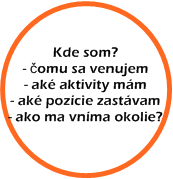 Kde som?
- čomu sa venujem
- aké aktivity mám
- aké pozície zastávam
- ako ma vníma okolie?